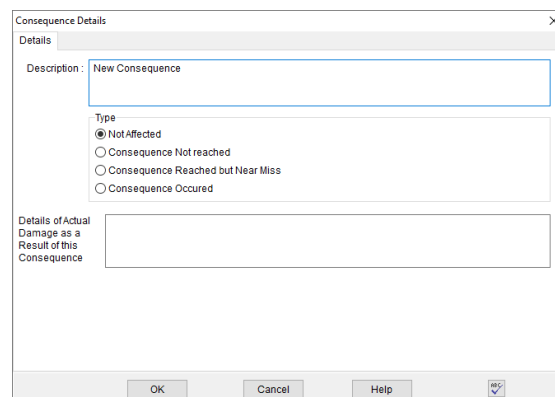 Consequence Details
Details
Description : New Consequence
Type
Not Affected
Consequence Not reached
Consequence Reached but Near Miss
Consequence Occured
Details of Actual
Damage as a
Result of this
Consequence
OK Cancel Help ABC